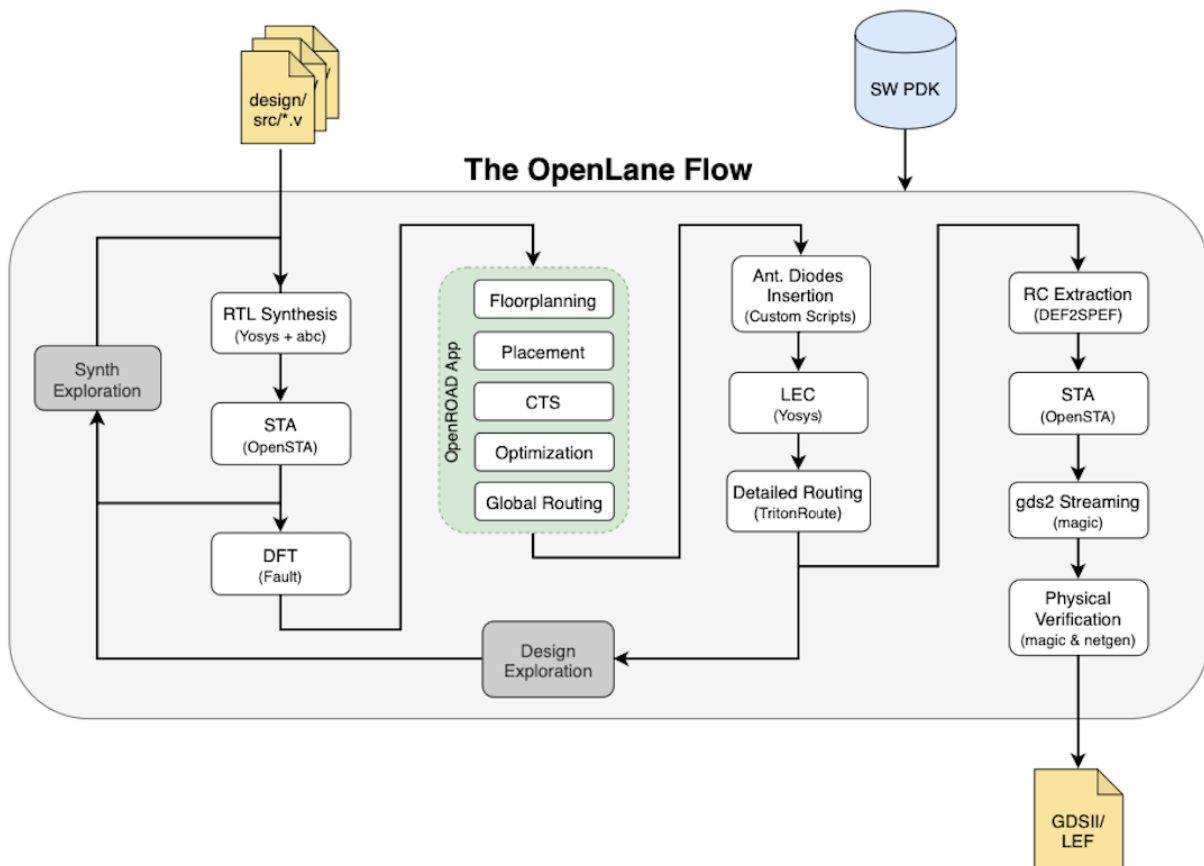 design/
src/*.v
SW PDK
The OpenLane Flow
RTL Synthesis
(Yosys + abc)
Synth
Exploration
STA
(OpenSTA)
DFT
(Fault)
OpenROAD App
Floorplanning
Placement
CTS
Optimization
Global Routing
Design
Exploration
Ant. Diodes
Insertion
(Custom Scripts)
LEC
(Yosys)
Detailed Routing
(TritonRoute)
RC Extraction
(DEF2SPEF)
STA
(OpenSTA)
gds2 Streaming
(magic)
Physical
Verification
(magic & netgen)
GDSII/
LEF